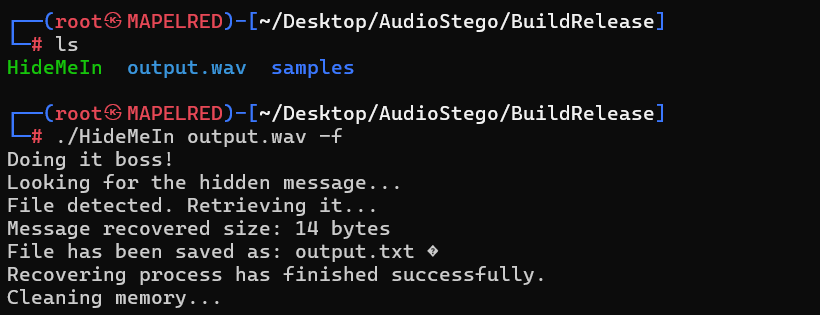 ┌──(root㉿MAPELRED)-[~/Desktop/AudioStego/BuildRelease]
└─# ls
HideMeIn  output.wav  samples
┌──(root㉿MAPELRED)-[~/Desktop/AudioStego/BuildRelease]
└─# ./HideMeIn output.wav -f
Doing it boss!
Looking for the hidden message...
File detected. Retrieving it...
Message recovered size: 14 bytes
File has been saved as: output.txt �
Recovering process has finished successfully.
Cleaning memory...